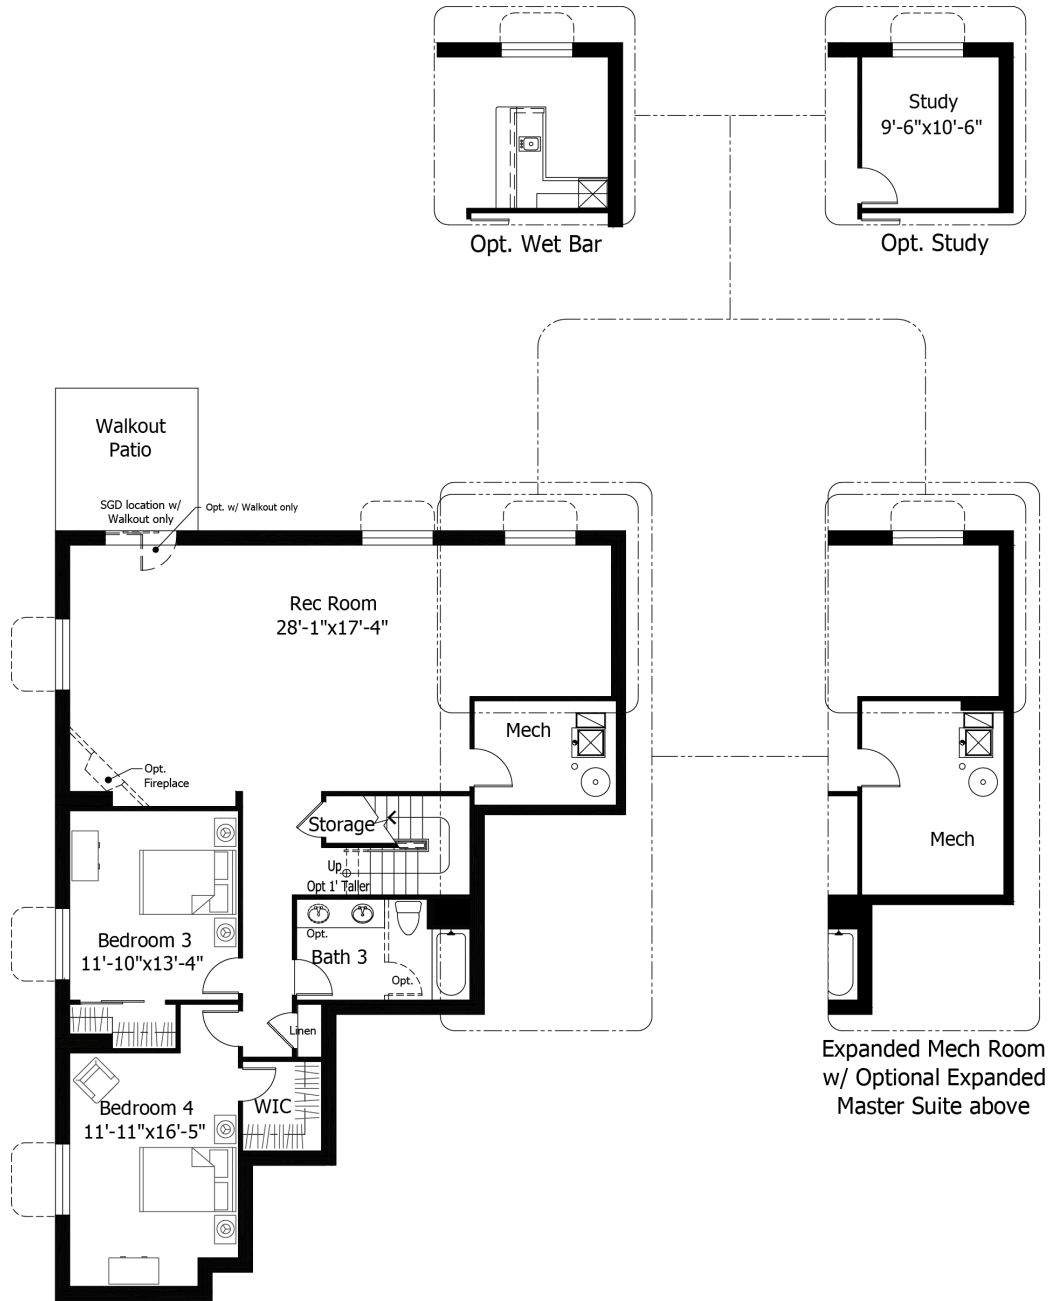 Study
9'-6"x10'-6"
Opt. Wet Bar
Opt. Study
Walkout
Patio
SGD location w/
Walkout only
Opt. w/ Walkout only
Rec Room
28'-1"x17'-4"
Mech
Opt.
Fireplace
Storage
Up
Opt 1' Taller
Mech
Opt.
Bath 3
Opt.
Bedroom 3
11'-10"x13'-4"
Linen
Expanded Mech Room
w/ Optional Expanded
Master Suite above
WIC
Bedroom 4
11'-11"x16'-5"